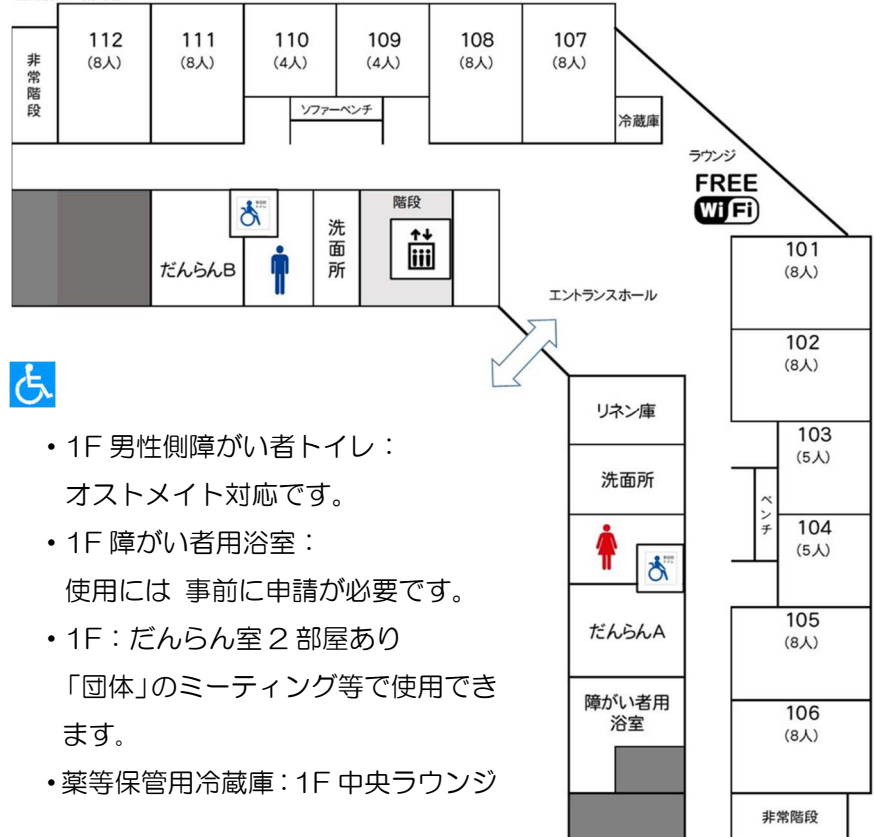 112
(8人)
111
(8人)
110
(4人)
109
(4人)
108
(8人)
107
(8人)
非常階段
ソファーベンチ
冷蔵庫
ラウンジ
FREE
WiFi
階段
洗面所
だんらんB
エントランスホール
101
(8人)
102
(8人)
103
(5人)
104
(5人)
ベンチ
105
(8人)
106
(8人)
非常階段
リネン庫
洗面所
だんらんA
障がい者用
浴室
・1F 男性側障がい者トイレ:
オストメイト対応です。
・1F 障がい者用浴室:
使用には 事前に申請が必要です。
・1F:だんらん室2部屋あり
「団体」のミーティング等で使用でき
ます。
・薬等保管用冷蔵庫:1F 中央ラウンジ